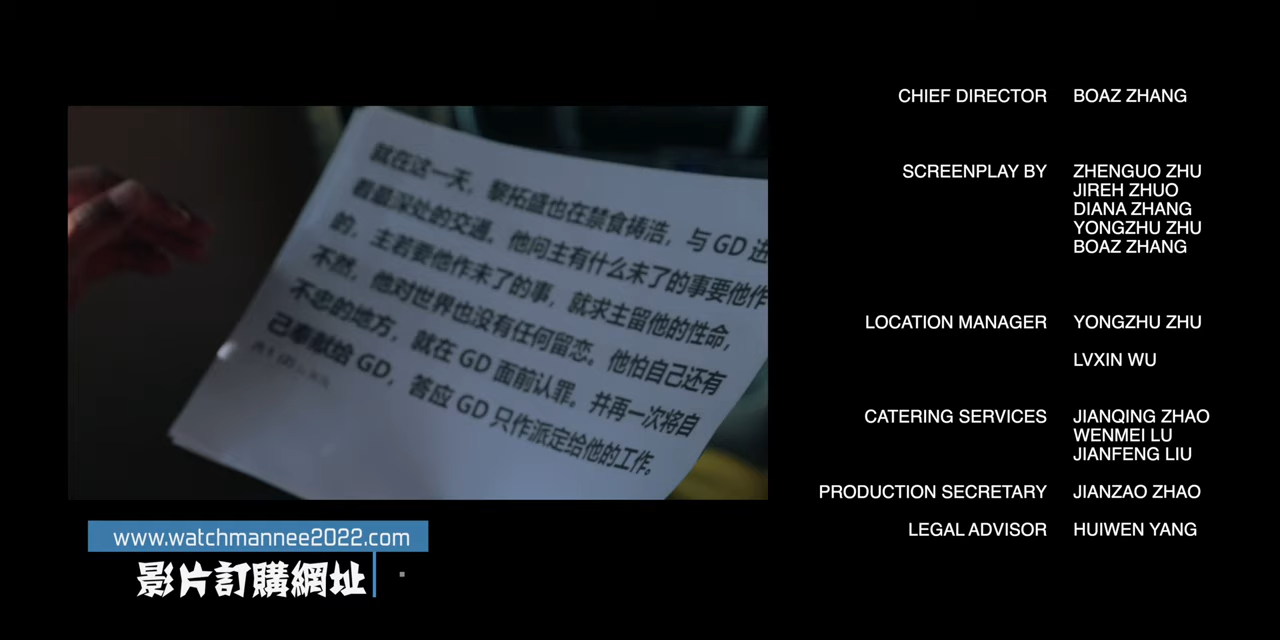 就在这一天，黎拓盛也在禁食祷浩，与 GD 进
着最深处的交通。他问主有什么未了的事要他作
的，主若要他作未了的事，就求主留他的性命，
不然，他对世界也没有任何留恋。他怕自己还有
不忠的地方，就在 GD 面前认罪。并再一次将自
己奉献给 GD，答应 GD 只作派定给他的工作。
www.watchmannee2022.com
影片訂購網址
CHIEF DIRECTOR BOAZ ZHANG
SCREENPLAY BY ZHENGUO ZHU
JIREH ZHUO
DIANA ZHANG
YONGZHU ZHU
BOAZ ZHANG
LOCATION MANAGER YONGZHU ZHU
LVXIN WU
CATERING SERVICES JIANQING ZHAO
WENMEI LU
JIANFENG LIU
PRODUCTION SECRETARY JIANZAO ZHAO
LEGAL ADVISOR HUIWEN YANG